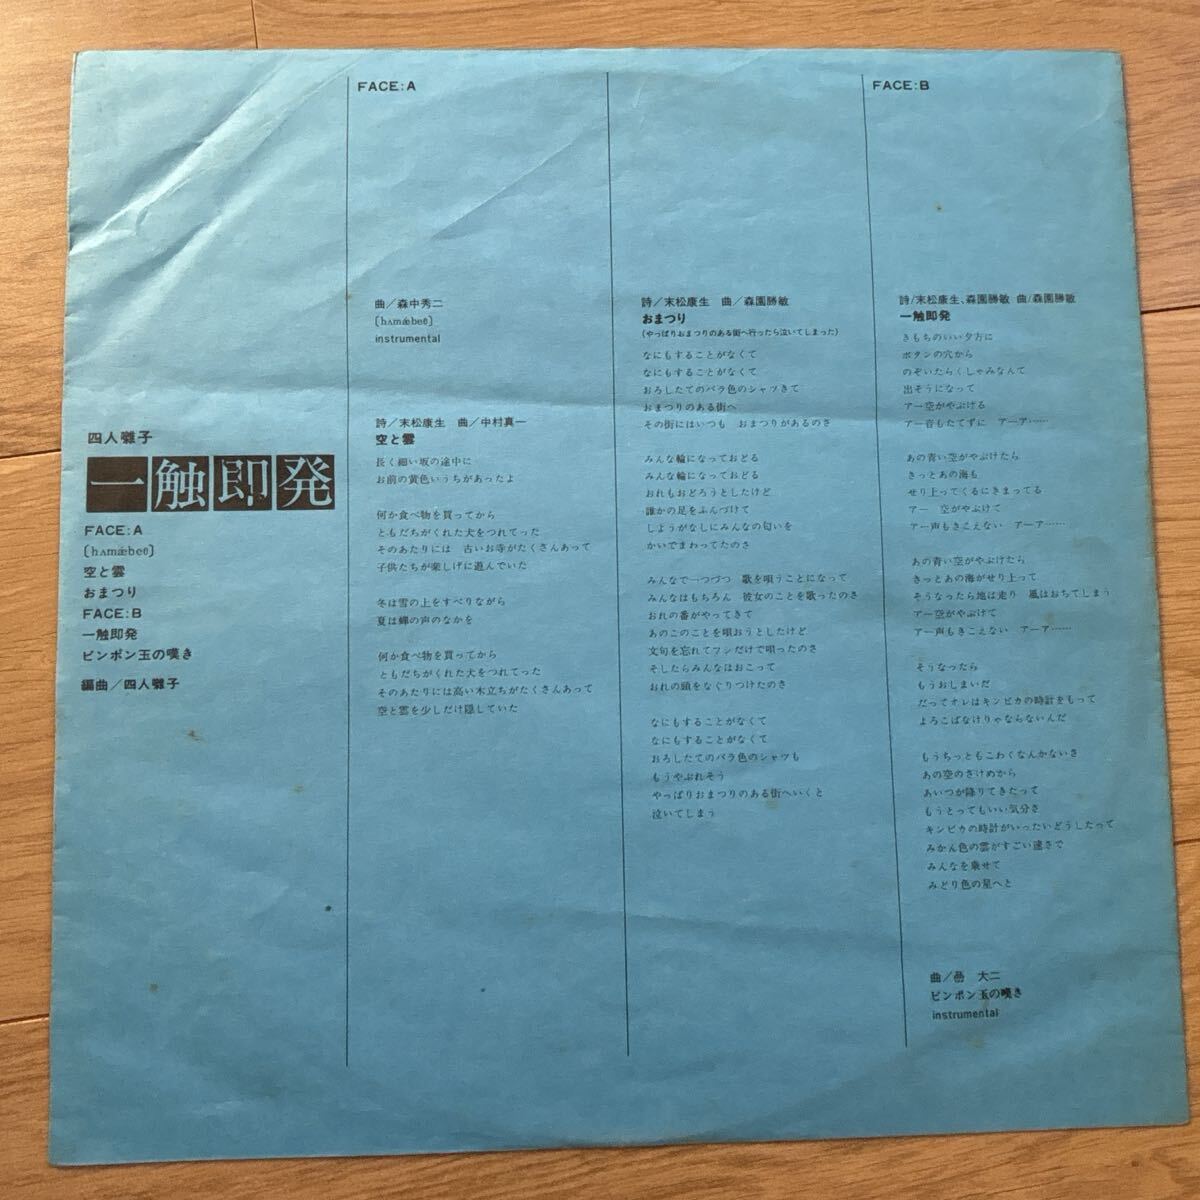 四人囃子
一触即発
FACE:A
〔hʌmǽbeθ〕
空と雲
おまつり
FACE:B
一触即発
ピンポン玉の嘆き
編曲／四人囃子
FACE:A
曲／森中秀二
〔hʌmǽbeθ〕
instrumental
詩／末松康生 曲／中村真一
空と雲
長く細い坂の途中に
お前の黄色いうちがあったよ
何か食べ物を買ってから
ともだちがくれた犬をつれてった
そのあたりには 古いお寺がたくさんあって
子供たちが楽しげに遊んでいた
冬は雪の上をすべりながら
夏は蝉の声のなかを
何か食べ物を買ってから
ともだちがくれた犬をつれてった
そのあたりには高い木立ちがたくさんあって
空と雲を少しだけ隠していた
詩／末松康生 曲／森園勝敏
おまつり
(やっぱりおまつりのある街へ行ったら泣いてしまった)
なにもすることがなくて
なにもすることがなくて
おろしたてのバラ色のシャツきて
おまつりのある街へ
その街にはいつも おまつりがあるのさ
みんな輪になっておどる
みんな輪になっておどる
おれもおどろうとしたけど
誰かの足をふんづけて
しようがなしにみんなの匂いを
かいでまわってたのさ
みんなで一つづつ 歌を唄うことになって
みんなはもちろん 彼女のことを歌ったのさ
おれの番がやってきて
あのこのことを唄おうとしたけど
文句を忘れてフシだけで唄ったのさ
そしたらみんなはおこって
おれの頭をなぐりつけたのさ
なにもすることがなくて
なにもすることがなくて
おろしたてのバラ色のシャツも
もうやぶれそう
やっぱりおまつりのある街へいくと
泣いてしまう
FACE:B
詩／末松康生、森園勝敏 曲／森園勝敏
一触即発
きもちのいい夕方に
ボタンの穴から
のぞいたらくしゃみなんて
出そうになって
アー空がやぶける
アー音もたてずに アーア……
あの青い空がやぶけたら
きっとあの海も
せり上ってくるにきまってる
アー 空がやぶけて
アー声もきこえない アーア……
あの青い空がやぶけたら
きっとあの海がせり上って
そうなったら地は走り 風はおちてしまう
アー空がやぶけて
アー声もきこえない アーア……
そうなったら
もうおしまいだ
だってオレはキンピカの時計をもって
よろこばなけりゃならないんだ
もうちっともこわくなんかないさ
あの空のさけめから
あいつが降りてきたって
もうとってもいい気分さ
キンピカの時計がいったいどうしたって
みかん色の雲がすごい速さで
みんなを乗せて
みどり色の星へと
曲／嵒 大二
ピンポン玉の嘆き
instrumental